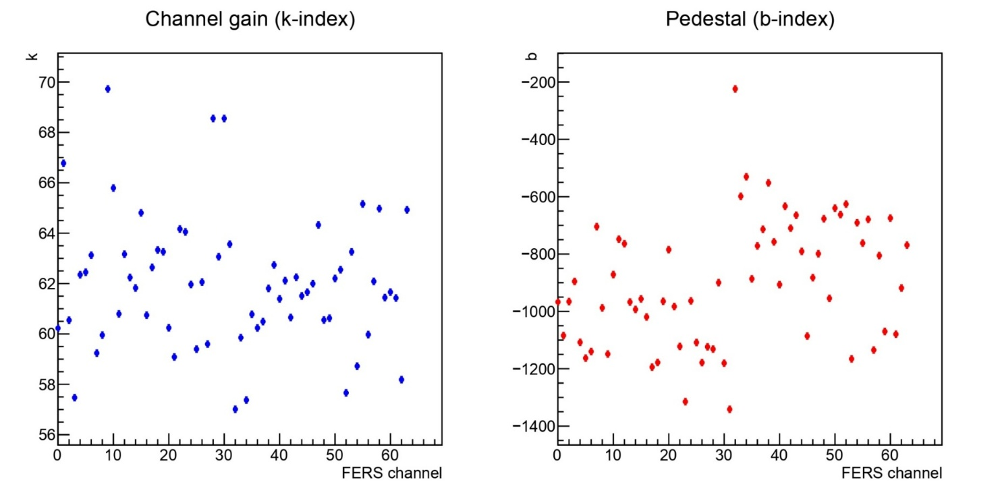 Channel gain (k-index)
k
70
68
66
64
62
60
58
56
0 10 20 30 40 50 60
FERS channel
Pedestal (b-index)
b
−200
−400
−600
−800
−1000
−1200
−1400
0 10 20 30 40 50 60
FERS channel